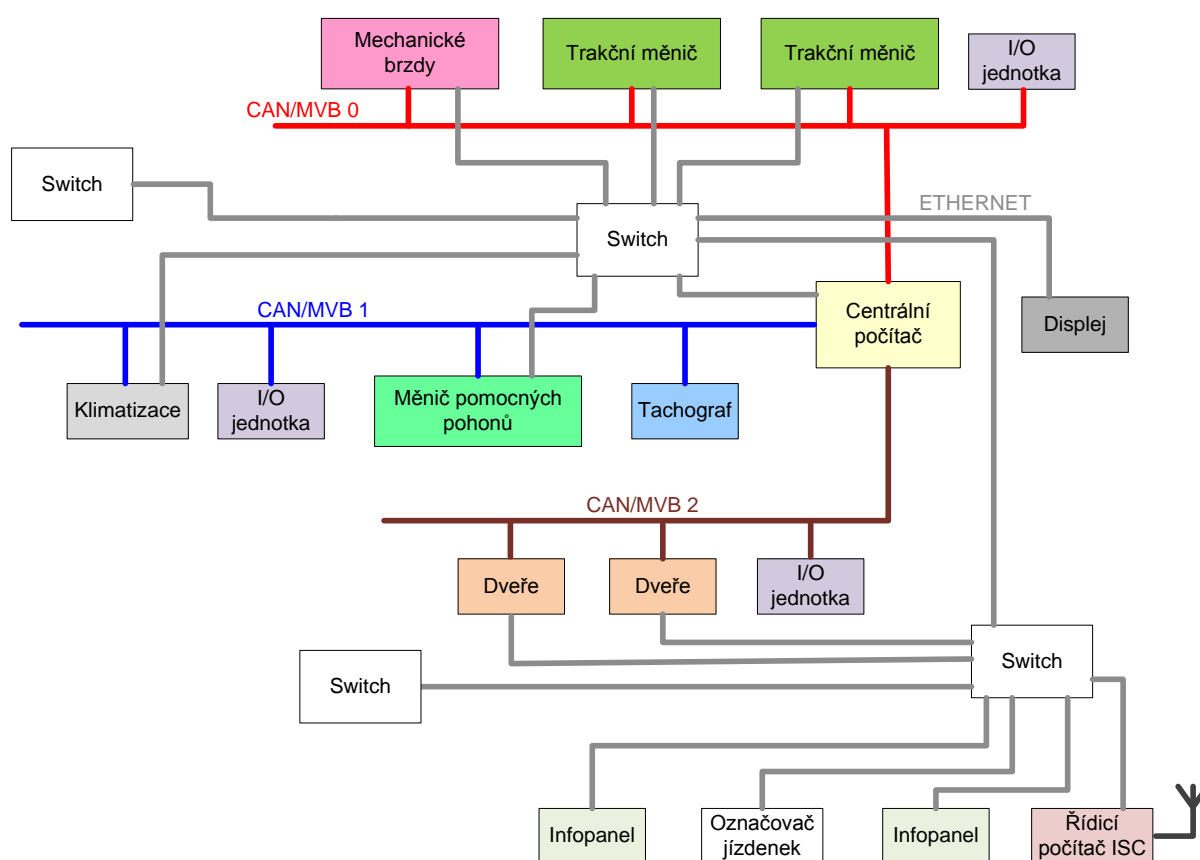 Mechanické
brzdy
Trakční měnič
Trakční měnič
I/O
jednotka
CAN/MVB 0
Switch
ETHERNET
Switch
CAN/MVB 1
Centrální
počítač
Displej
Klimatizace
I/O
jednotka
Měnič pomocných
pohonů
Tachograf
CAN/MVB 2
Dveře
Dveře
I/O
jednotka
Switch
Switch
Infopanel
Označovač
jízdenek
Infopanel
Řídicí
počítač ISC